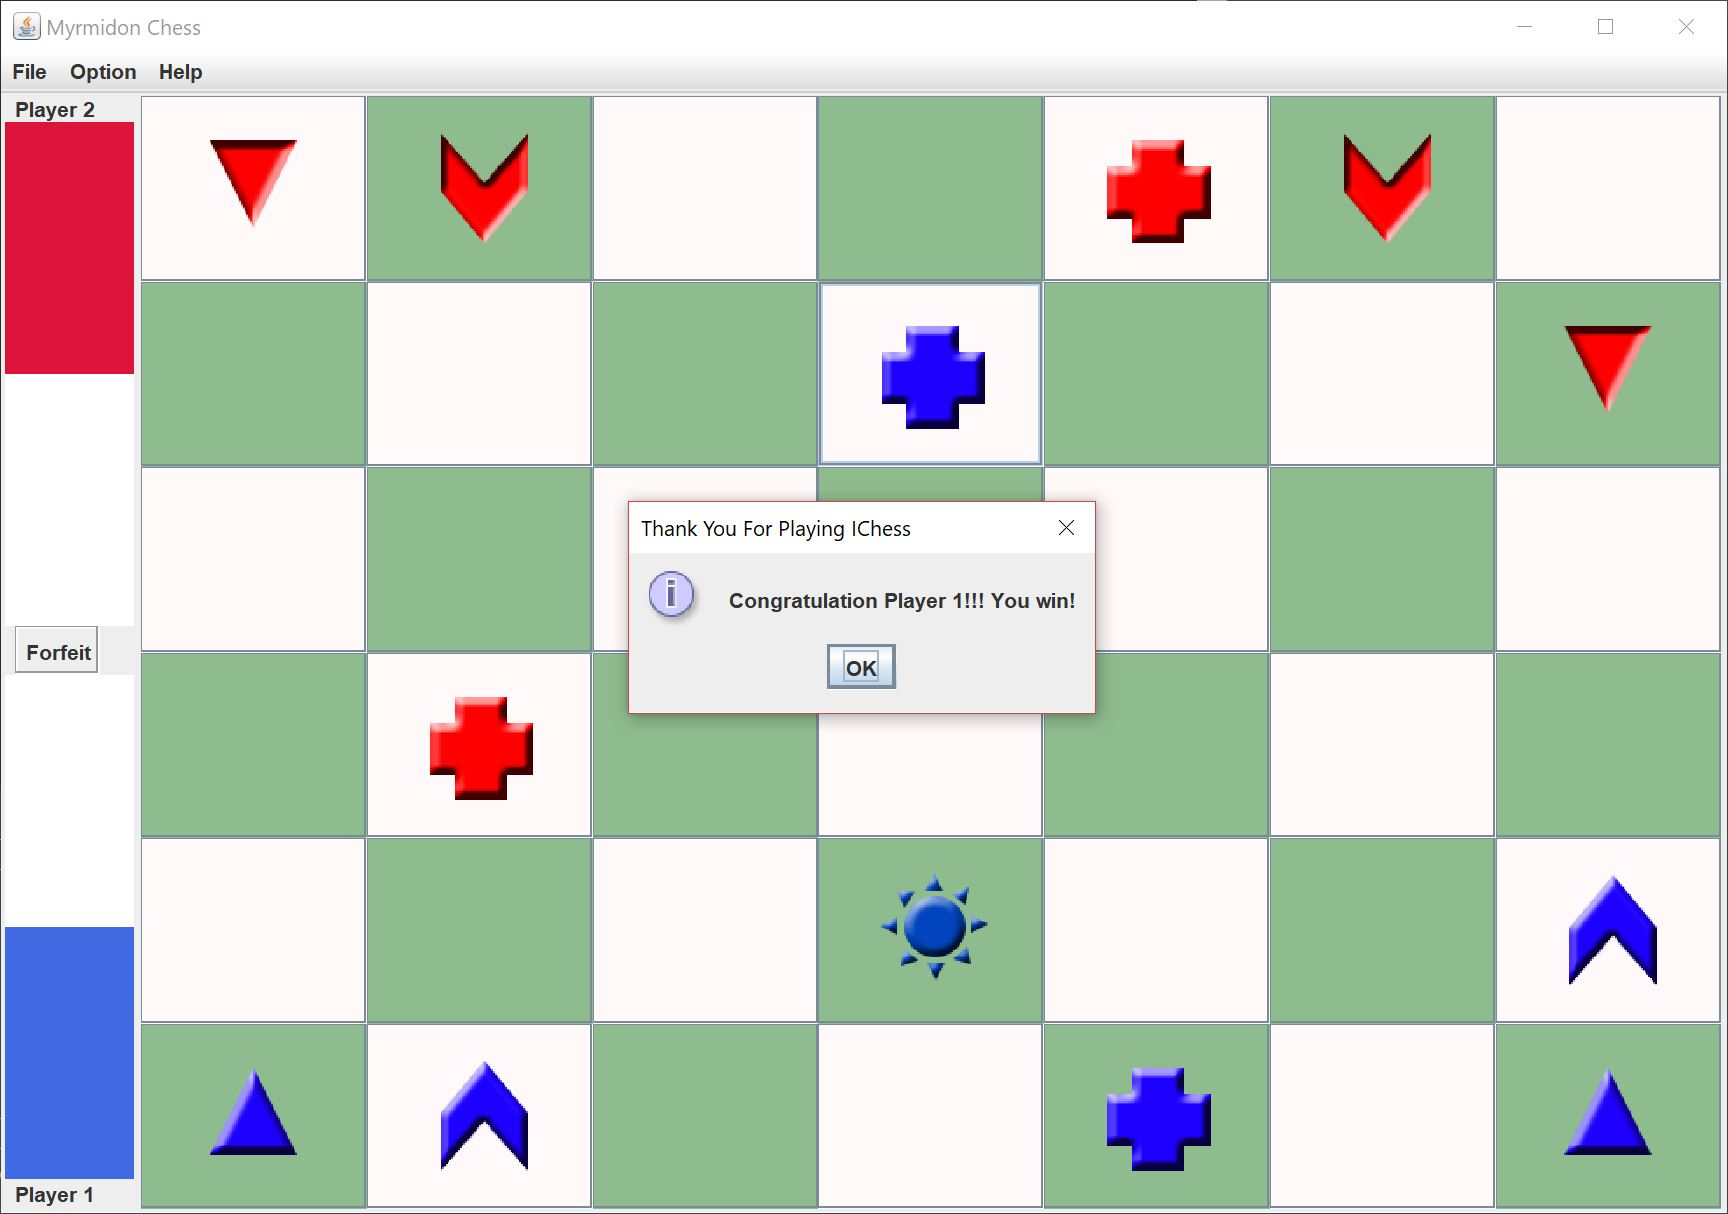 Myrmidon Chess
File Option Help
Player 2
Thank You For Playing IChess
i
Congratulation Player 1!!! You win!
Forfeit
OK
Player 1